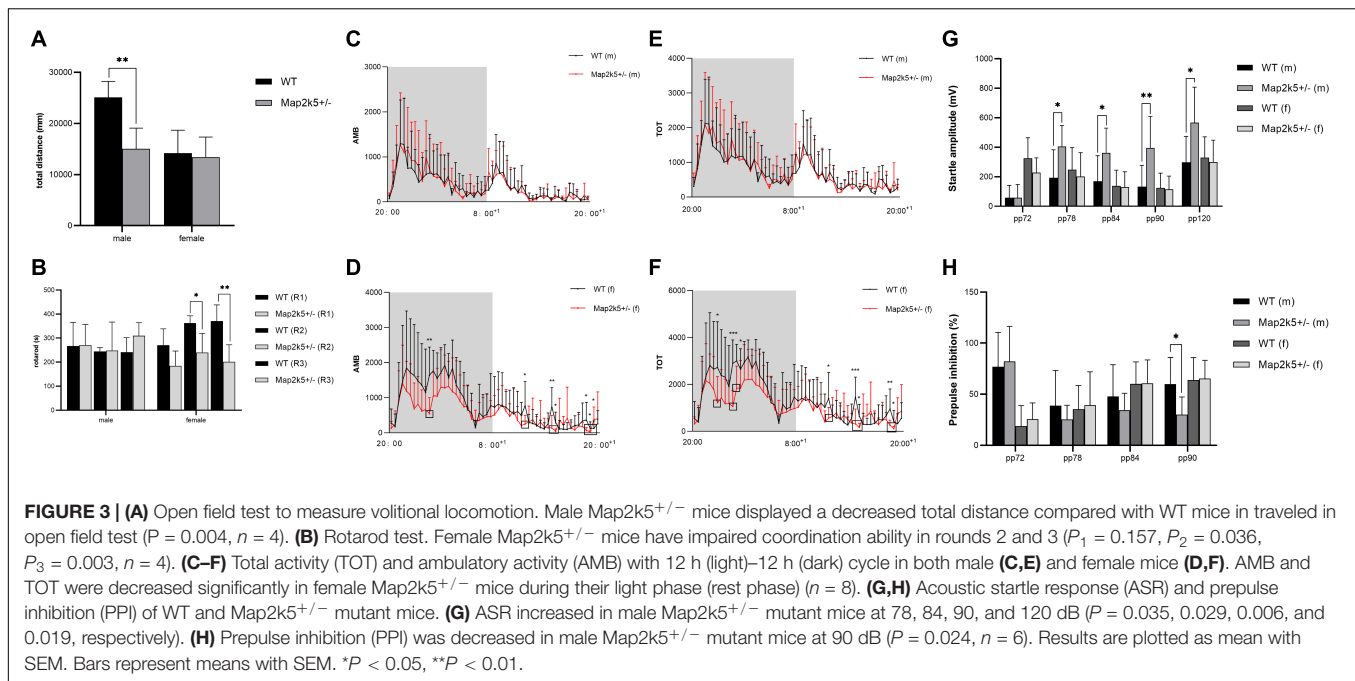 A
**
30000
20000
10000
0
total distance (mm)
male
female
WT
Map2k5+/-
B
500
400
300
200
100
0
rotarod (s)
*
**
male
female
WT (R1)
Map2k5+/- (R1)
WT (R2)
Map2k5+/- (R2)
WT (R3)
Map2k5+/- (R3)
C
WT (m)
Map2k5+/- (m)
3000
2000
1000
0
AMB
20:00
8:00+1
20:00+1
D
WT (f)
Map2k5+/- (f)
4000
3000
2000
1000
0
AMB
**
*
**
*
*
*
20:00
8:00+1
20:00+1
E
WT (m)
Map2k5+/- (m)
4000
3000
2000
1000
0
TOT
20:00
8:00+1
20:00+1
F
WT (f)
Map2k5+/- (f)
6000
4000
2000
0
TOT
*
***
*
*
*
***
**
20:00
8:00+1
20:00+1
G
1000
800
600
400
200
0
Startle amplitude (mV)
*
*
**
*
pp72
pp78
pp84
pp90
pp120
WT (m)
Map2k5+/- (m)
WT (f)
Map2k5+/- (f)
H
150
100
50
0
Prepulse inhibition (%)
*
pp72
pp78
pp84
pp90
WT (m)
Map2k5+/- (m)
WT (f)
Map2k5+/- (f)
FIGURE 3 | (A) Open field test to measure volitional locomotion. Male Map2k5+/− mice displayed a decreased total distance compared with WT mice in traveled in
open field test (P = 0.004, n = 4). (B) Rotarod test. Female Map2k5+/− mice have impaired coordination ability in rounds 2 and 3 (P1 = 0.157, P2 = 0.036,
P3 = 0.003, n = 4). (C–F) Total activity (TOT) and ambulatory activity (AMB) with 12 h (light)–12 h (dark) cycle in both male (C,E) and female mice (D,F). AMB and
TOT were decreased significantly in female Map2k5+/− mice during their light phase (rest phase) (n = 8). (G,H) Acoustic startle response (ASR) and prepulse
inhibition (PPI) of WT and Map2k5+/− mutant mice. (G) ASR increased in male Map2k5+/− mutant mice at 78, 84, 90, and 120 dB (P = 0.035, 0.029, 0.006, and
0.019, respectively). (H) Prepulse inhibition (PPI) was decreased in male Map2k5+/− mutant mice at 90 dB (P = 0.024, n = 6). Results are plotted as mean with
SEM. Bars represent means with SEM. *P < 0.05, **P < 0.01.